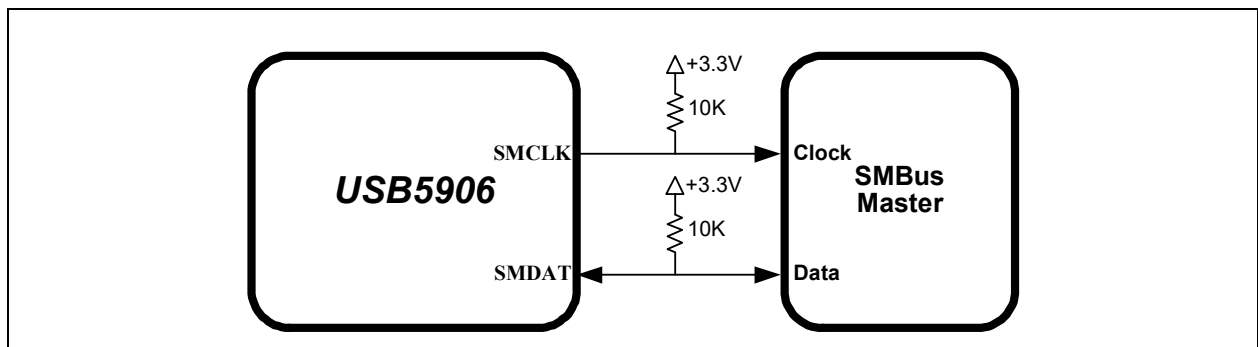 +3.3V
10K
SMCLK
Clock
USB5906
SMBus
Master
+3.3V
10K
SMDAT
Data